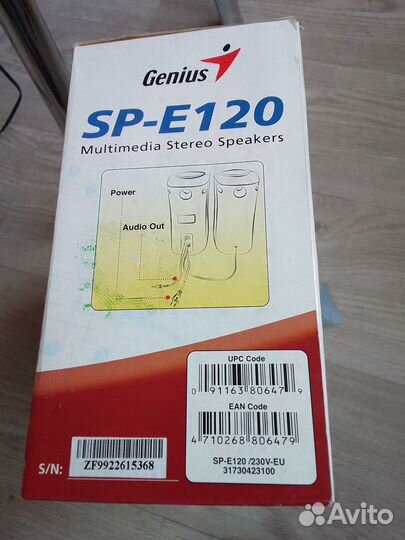 Genius
SP-E120
Multimedia Stereo Speakers
Power
Audio Out
UPC Code
0 91163 80647 9
EAN Code
4 710268 806479
SP-E120 /230V-EU
31730423100
S/N:
ZF9922615368
Avito